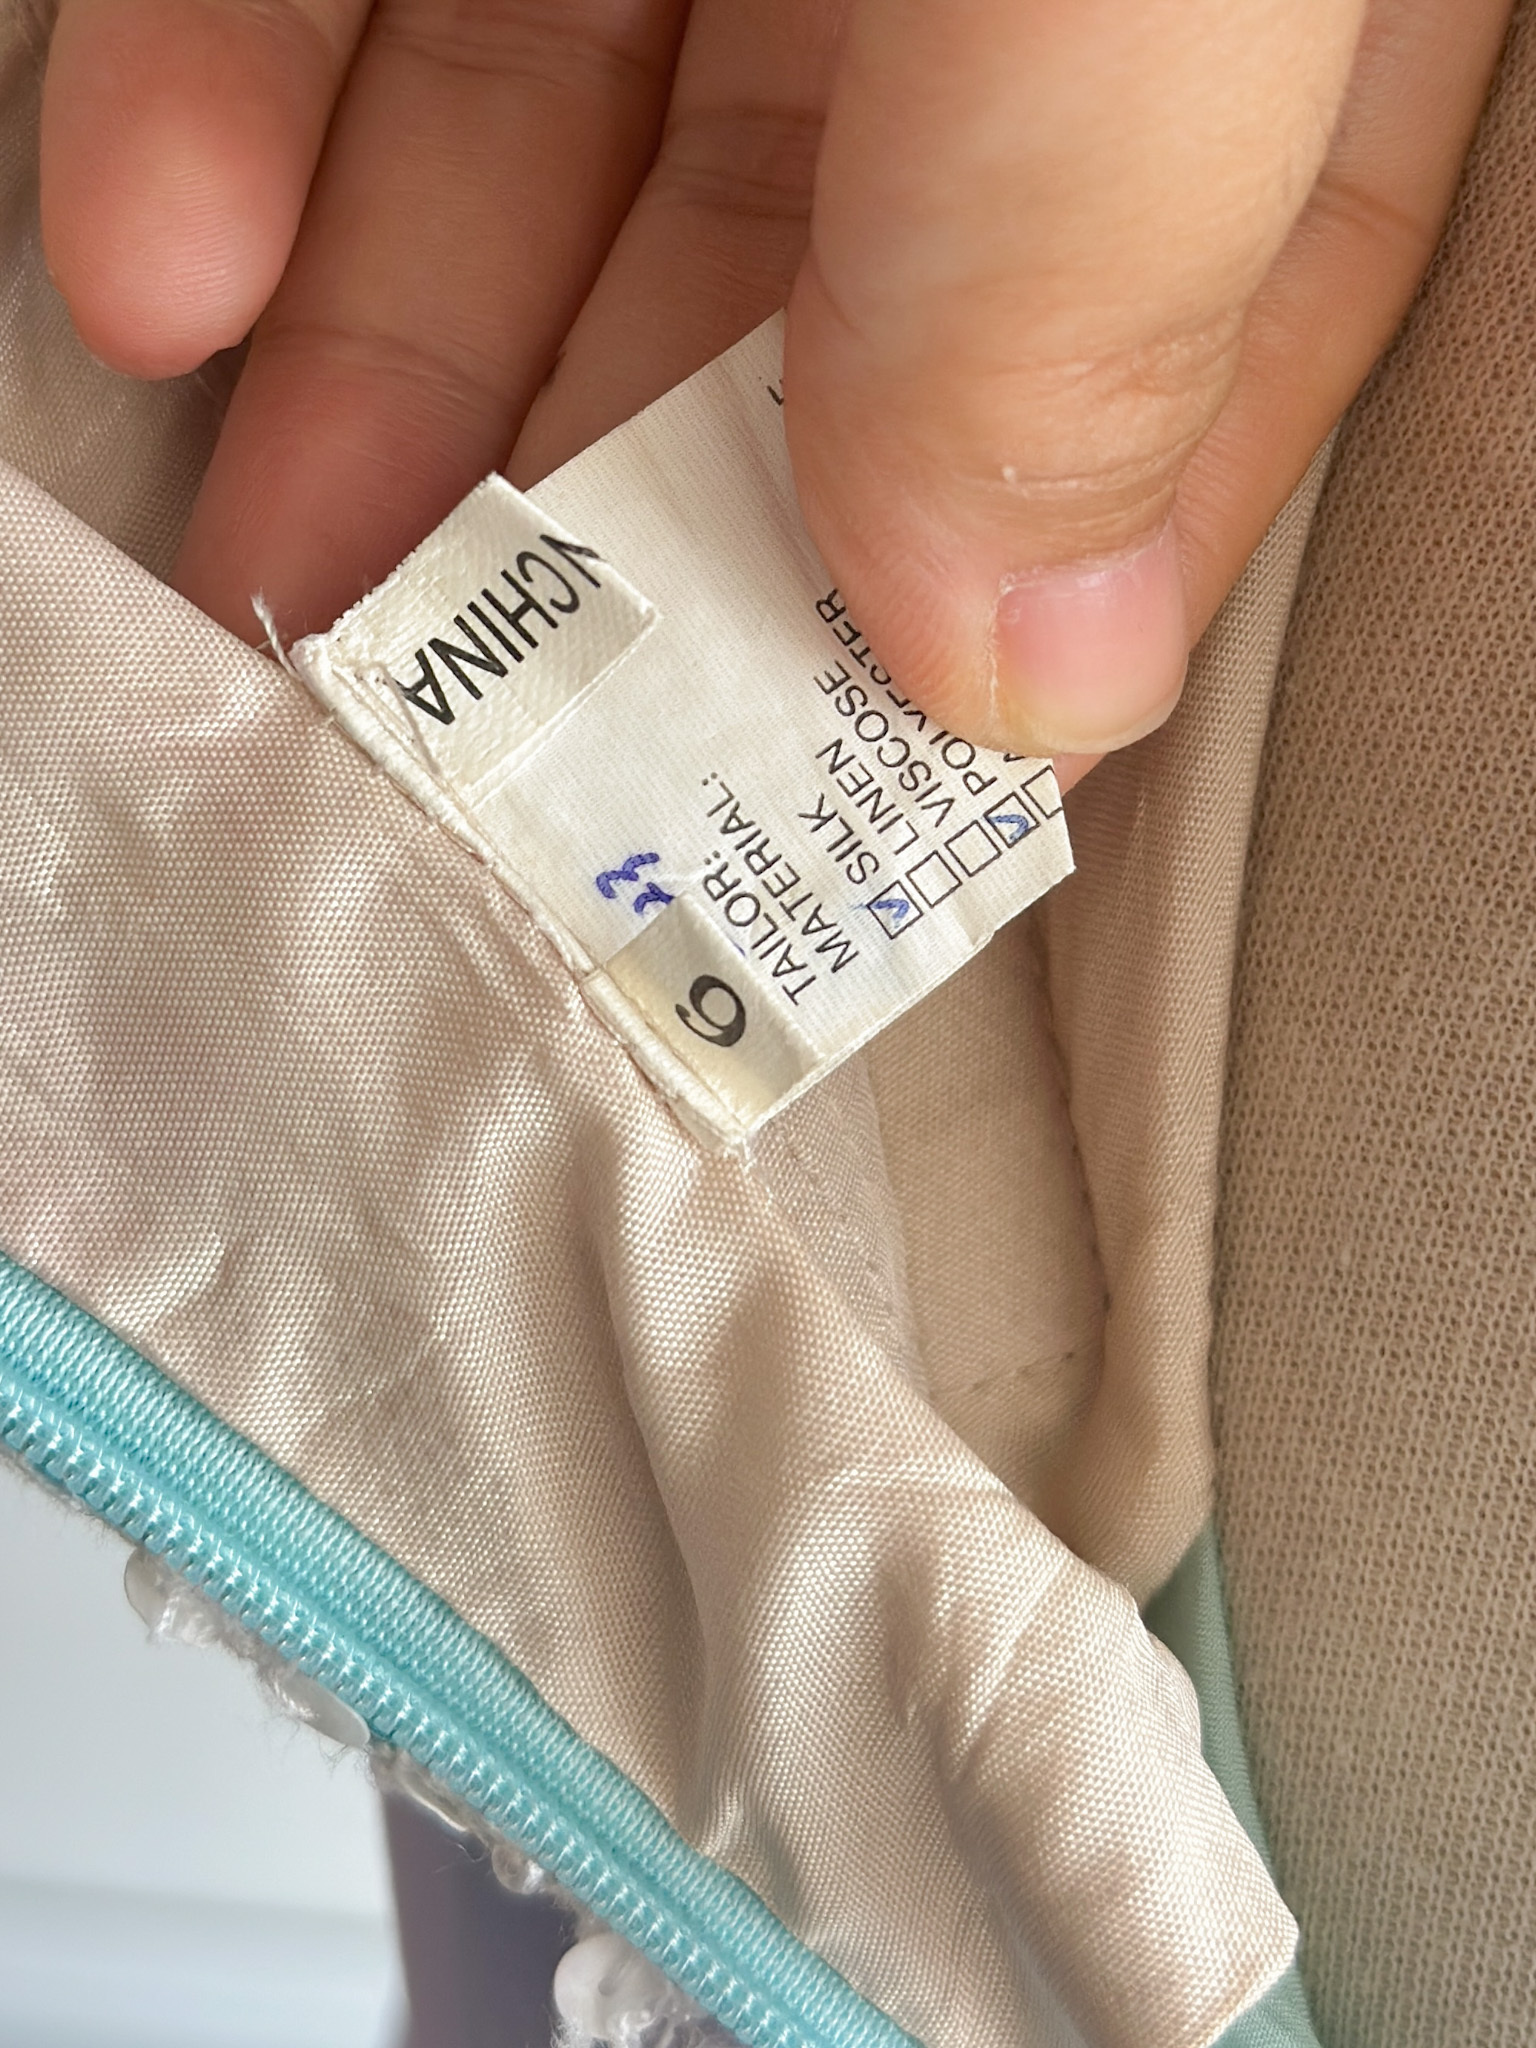 CHINA
6
TAILOR:
MATERIAL:
SILK
LINEN
VISCOSE
POLYESTER